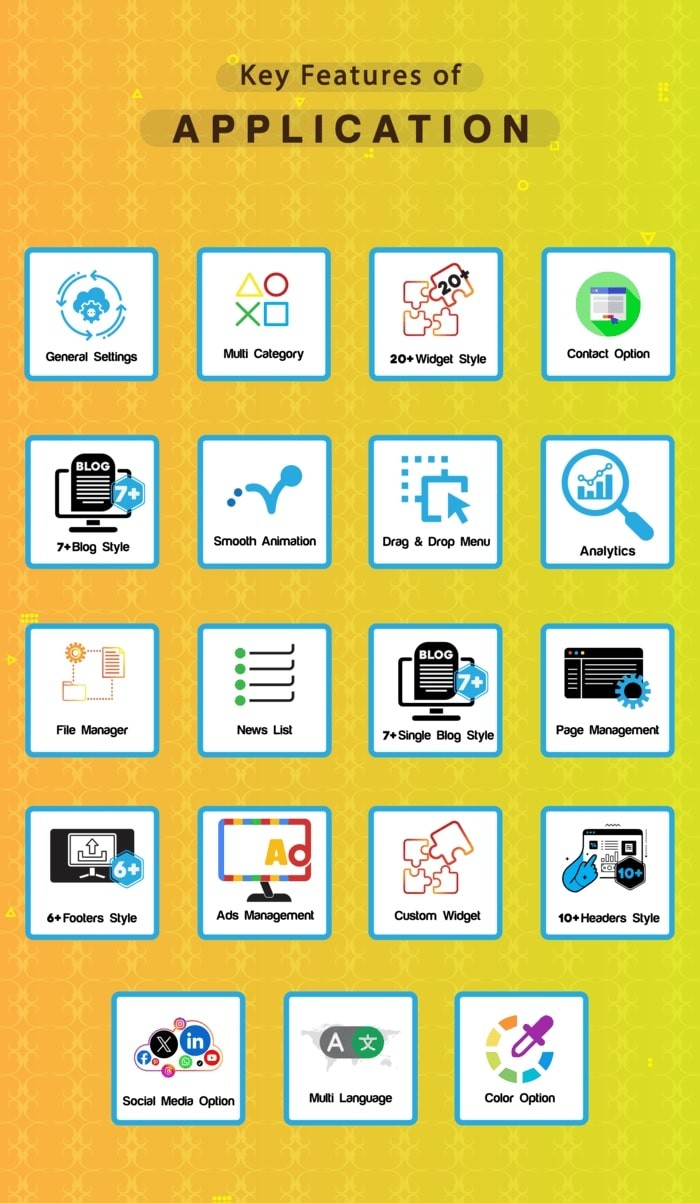 Key Features of
APPLICATION
General Settings
Multi Category
20+
20+ Widget Style
Contact Option
BLOG
7+
7+ Blog Style
Smooth Animation
Drag & Drop Menu
Analytics
File Manager
News List
BLOG
7+
7+ Single Blog Style
Page Management
6+
6+ Footers Style
Ad
Ads Management
Custom Widget
10+
10+ Headers Style
X
in
f
Social Media Option
A 文
Multi Language
Color Option